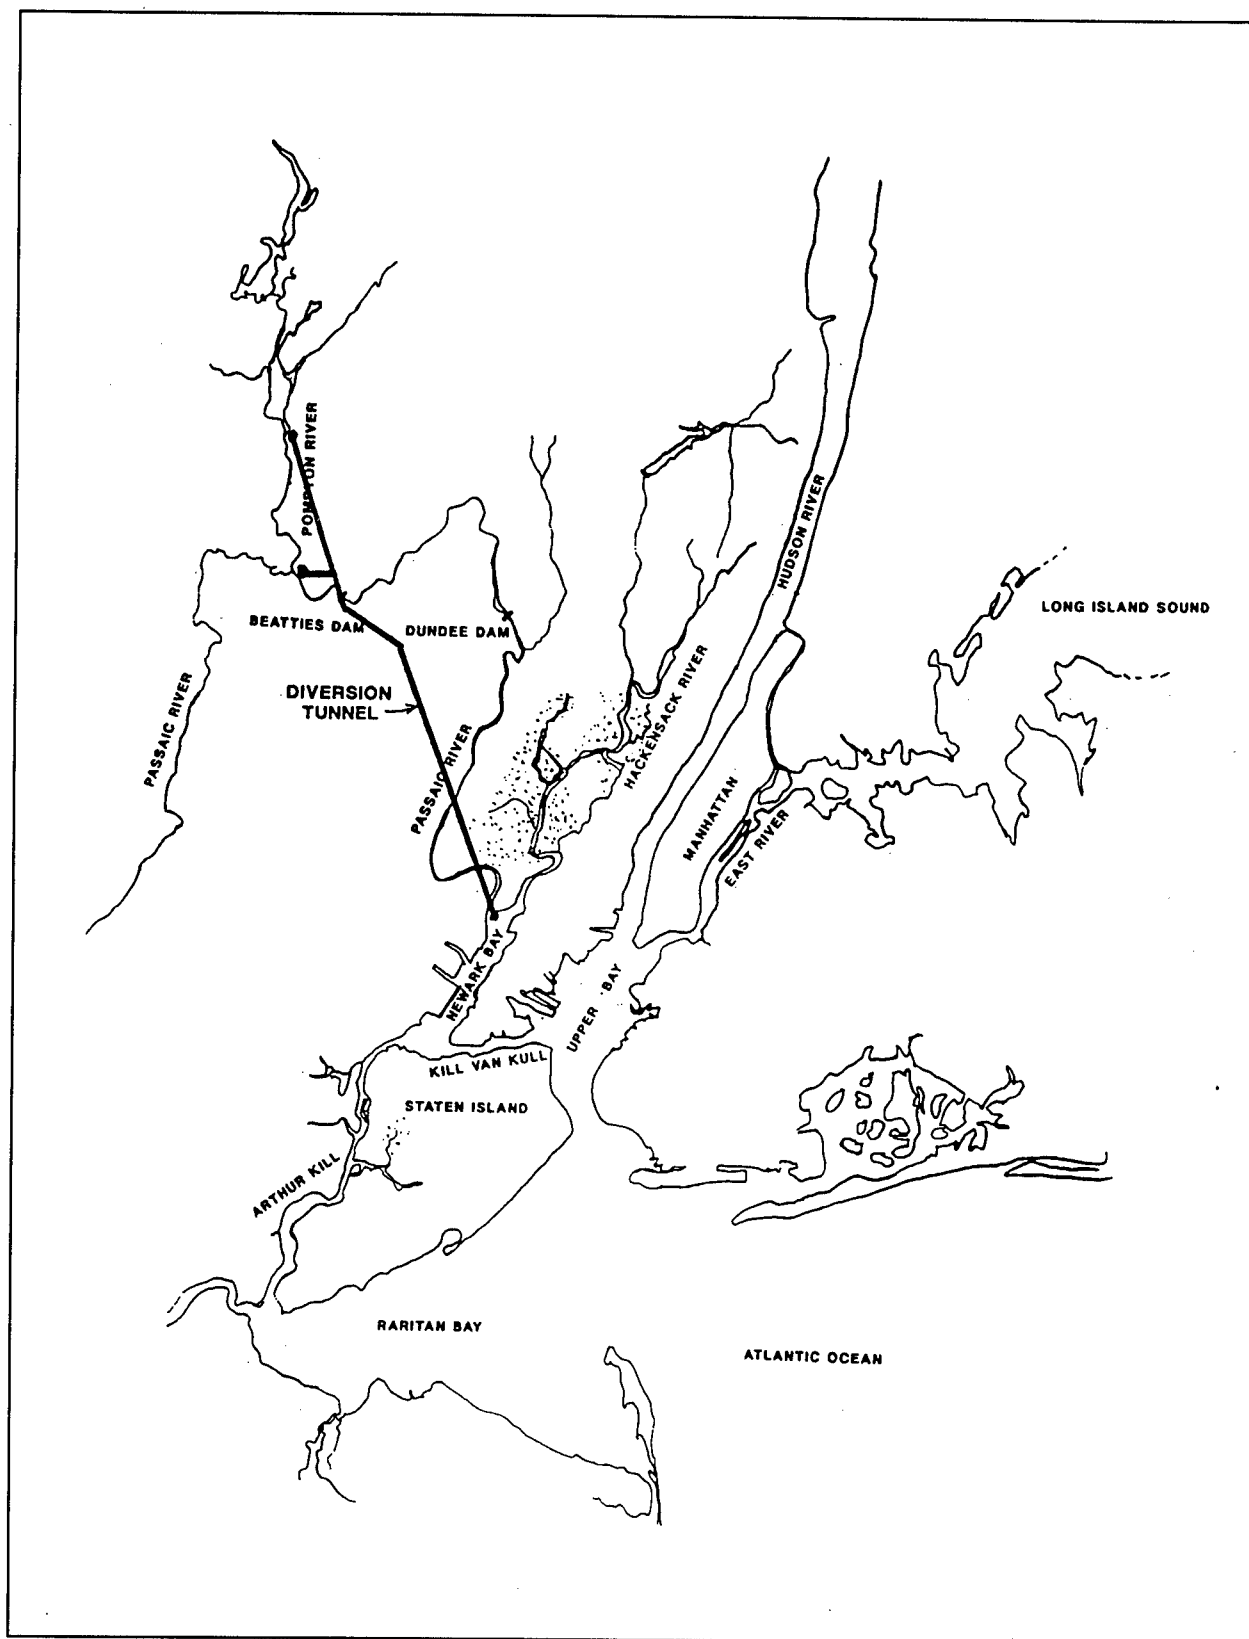 POMPTON RIVER
HUDSON RIVER
LONG ISLAND SOUND
BEATTIES DAM
DUNDEE DAM
DIVERSION
TUNNEL
PASSAIC RIVER
PASSAIC RIVER
HACKENSACK RIVER
MANHATTAN
EAST RIVER
NEWARK BAY
UPPER BAY
KILL VAN KULL
STATEN ISLAND
ARTHUR KILL
RARITAN BAY
ATLANTIC OCEAN